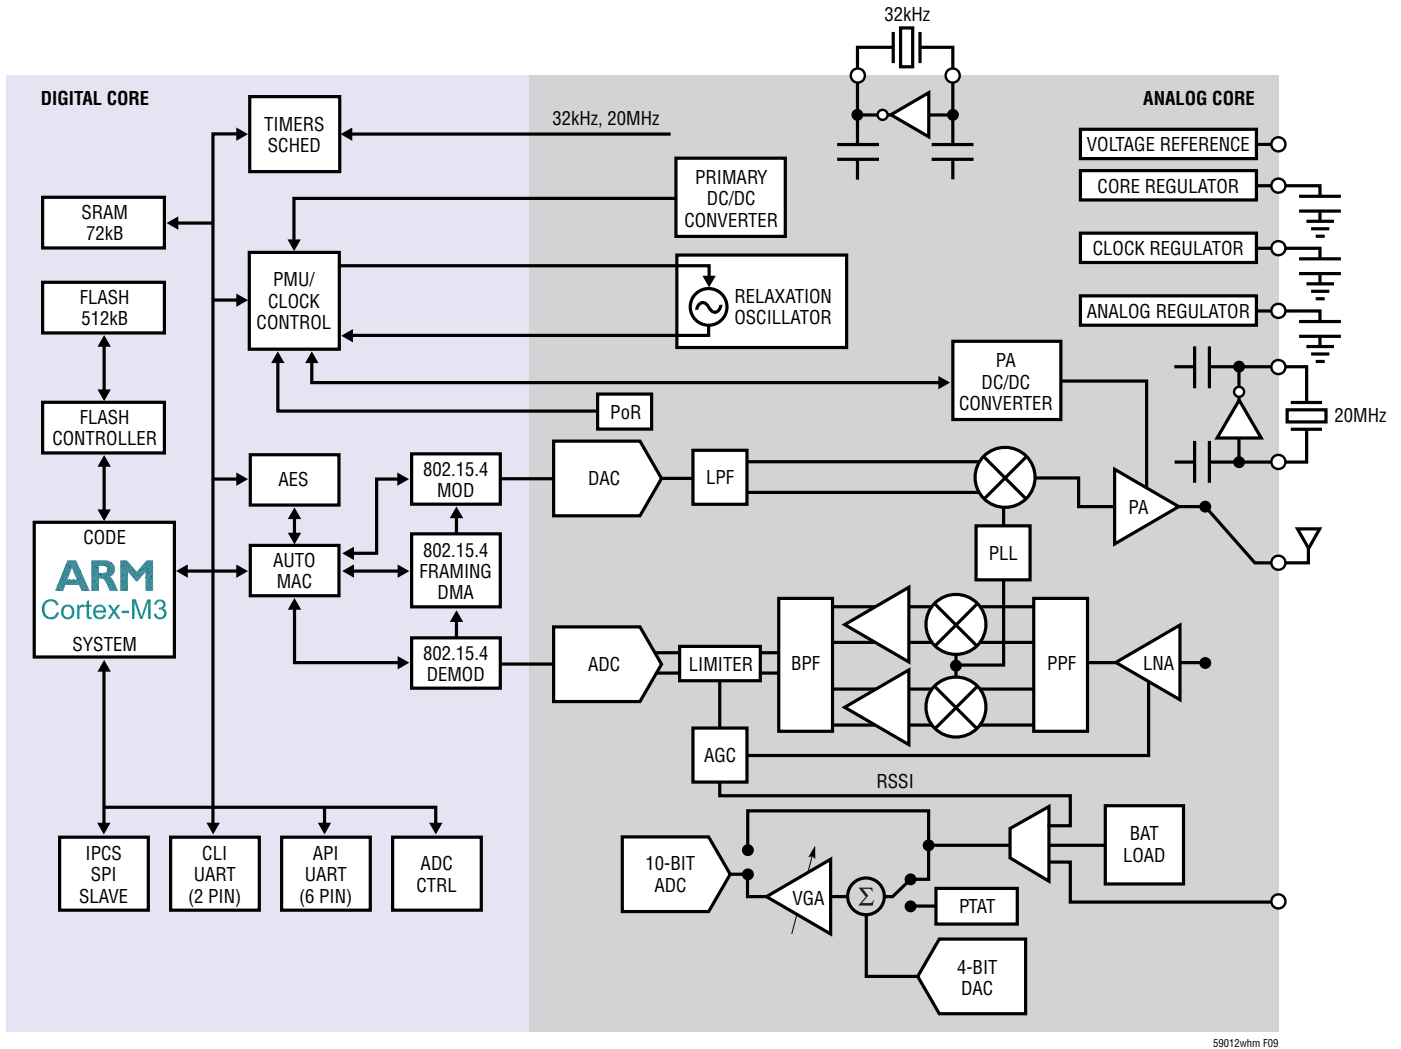 32kHz
DIGITAL CORE
ANALOG CORE
TIMERS
SCHED
32kHz, 20MHz
VOLTAGE REFERENCE
PRIMARY
DC/DC
CONVERTER
CORE REGULATOR
SRAM
72kB
CLOCK REGULATOR
PMU/
CLOCK
CONTROL
RELAXATION
OSCILLATOR
FLASH
512kB
ANALOG REGULATOR
PA
DC/DC
CONVERTER
PoR
20MHz
FLASH
CONTROLLER
AES
802.15.4
MOD
DAC
LPF
PA
CODE
ARM
Cortex-M3
SYSTEM
AUTO
MAC
802.15.4
FRAMING
DMA
PLL
802.15.4
DEMOD
ADC
LIMITER
BPF
PPF
LNA
AGC
RSSI
IPCS
SPI
SLAVE
CLI
UART
(2 PIN)
API
UART
(6 PIN)
ADC
CTRL
10-BIT
ADC
VGA
Σ
PTAT
BAT
LOAD
4-BIT
DAC
59012whm F09